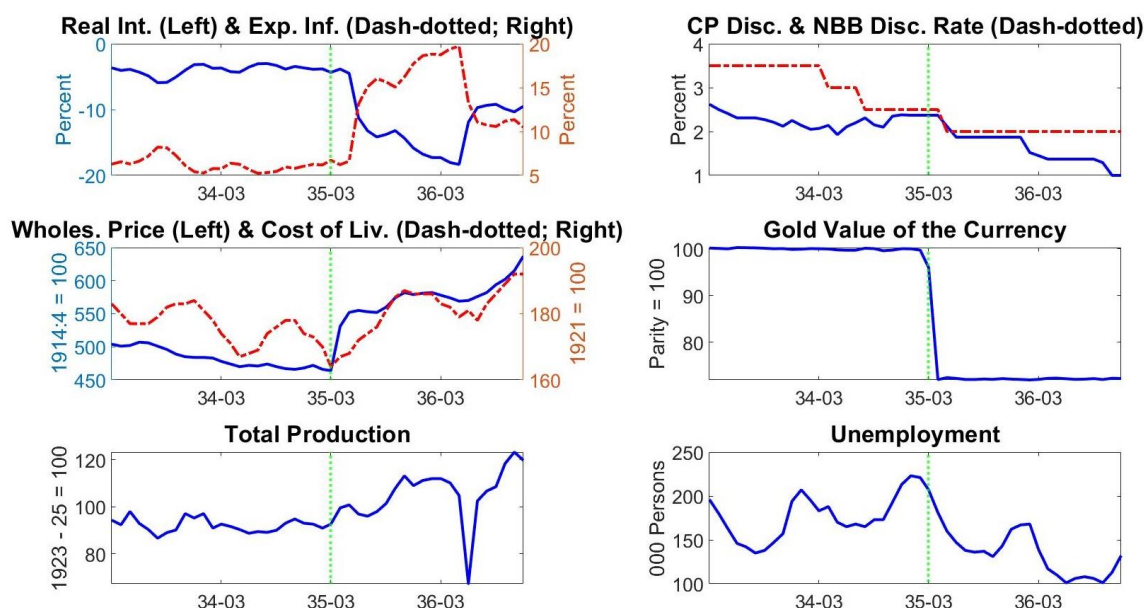 Real Int. (Left) & Exp. Inf. (Dash-dotted; Right)
0
-10
-20
Percent
20
15
10
5
Percent
34-03 35-03 36-03
CP Disc. & NBB Disc. Rate (Dash-dotted)
4
3
2
1
Percent
34-03 35-03 36-03
Wholes. Price (Left) & Cost of Liv. (Dash-dotted; Right)
650
600
550
500
450
1914:4 = 100
200
180
160
1921 = 100
34-03 35-03 36-03
Gold Value of the Currency
100
90
80
Parity = 100
34-03 35-03 36-03
Total Production
120
100
80
1923 - 25 = 100
34-03 35-03 36-03
Unemployment
250
200
150
100
000 Persons
34-03 35-03 36-03